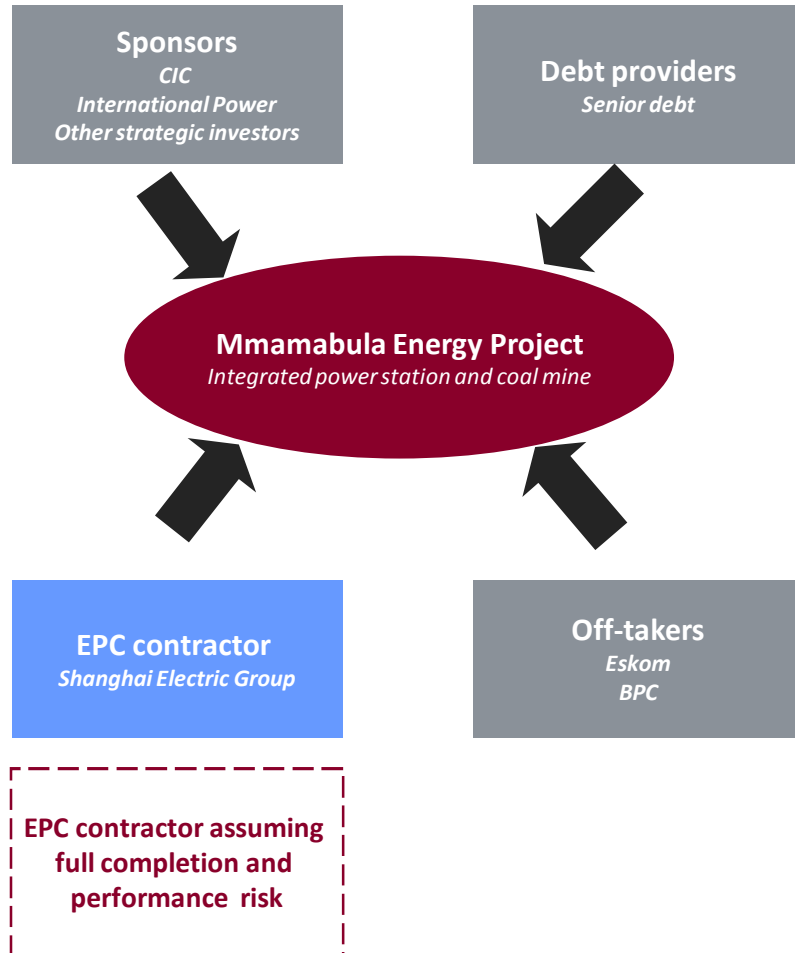 Sponsors
CIC
International Power
Other strategic investors
Debt providers
Senior debt
Mmamabula Energy Project
Integrated power station and coal mine
EPC contractor
Shanghai Electric Group
Off-takers
Eskom
BPC
EPC contractor assuming
full completion and
performance risk